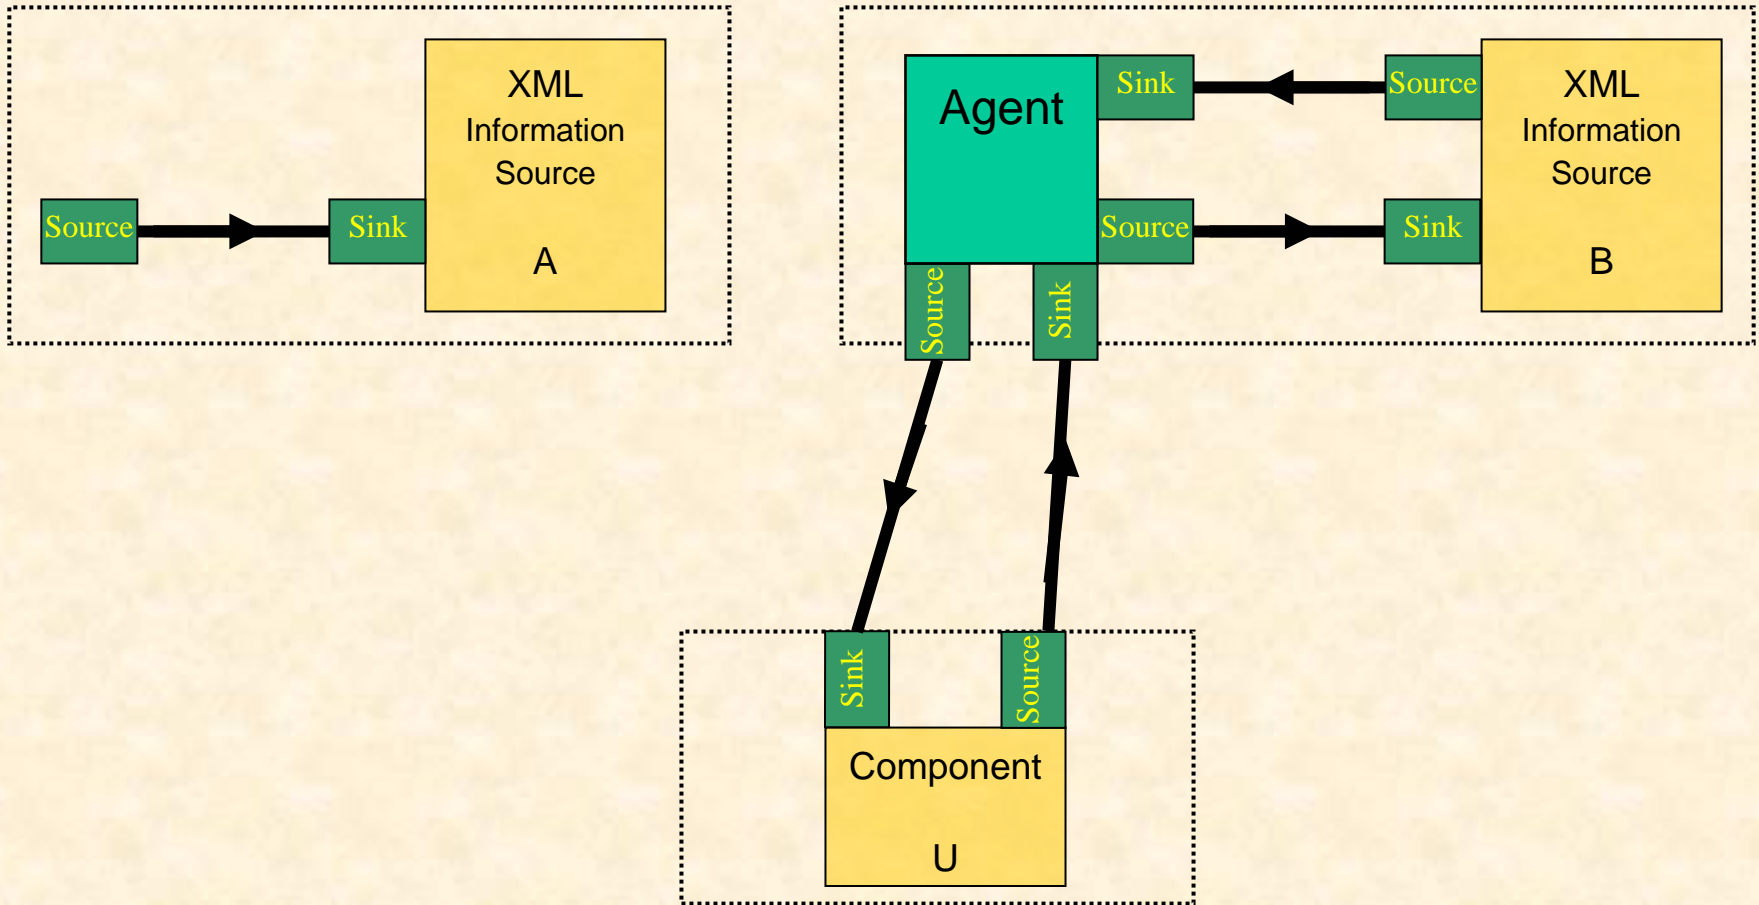 XML
Information
Source
A
Source
Sink
Agent
Sink
Source
Source
Sink
Source
Sink
XML
Information
Source
B
Sink
Source
Component
U